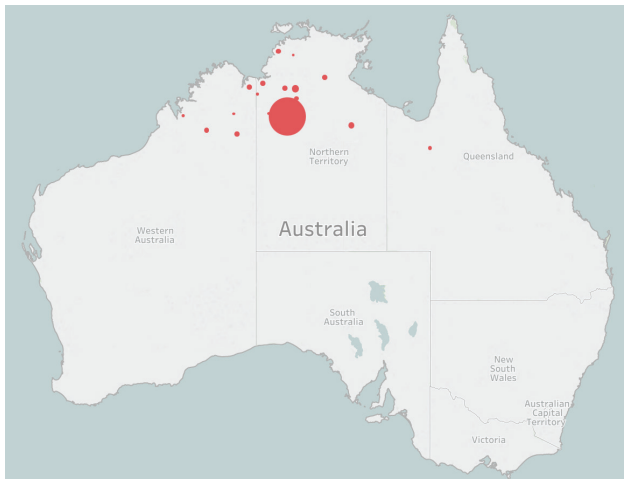 Northern
Territory
Queensland
Western
Australia
Australia
South
Australia
New
South
Wales
Australian
Capital
Territory
Victoria